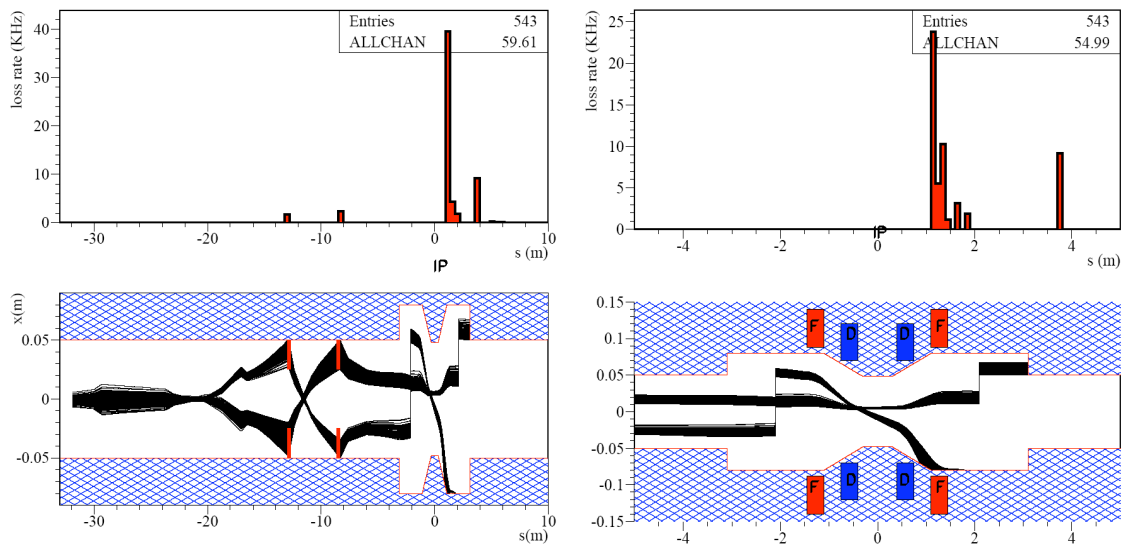 loss rate (KHz)
40
30
20
10
0
Entries 543
ALLCHAN 59.61
-30
-20
-10
0
10
s (m)
IP
loss rate (KHz)
25
20
15
10
5
0
Entries 543
ALLCHAN 54.99
-4
-2
0
2
4
IP
s (m)
x(m)
0.05
0
-0.05
-30
-20
-10
0
10
s(m)
0.15
0.1
0.05
0
-0.05
-0.1
-0.15
F
D
D
F
F
D
D
F
-4
-2
0
2
4